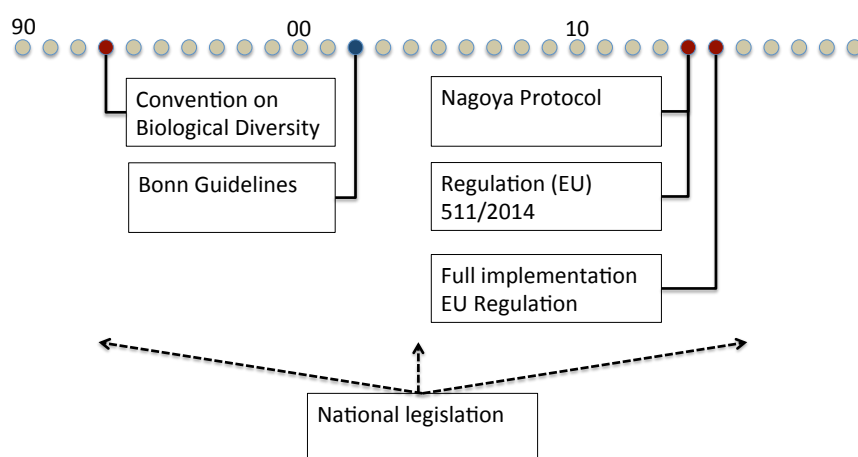 90
00
10
Convention on
Biological Diversity
Nagoya Protocol
Bonn Guidelines
Regulation (EU)
511/2014
Full implementation
EU Regulation
National legislation